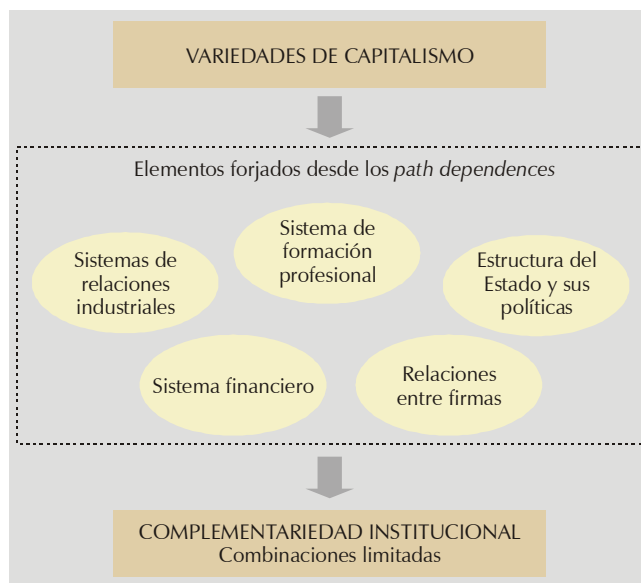 VARIEDADES DE CAPITALISMO
Elementos forjados desde los path dependences
Sistemas de
relaciones
industriales
Sistema de
formación
profesional
Estructura del
Estado y sus
políticas
Sistema financiero
Relaciones
entre firmas
COMPLEMENTARIEDAD INSTITUCIONAL
Combinaciones limitadas